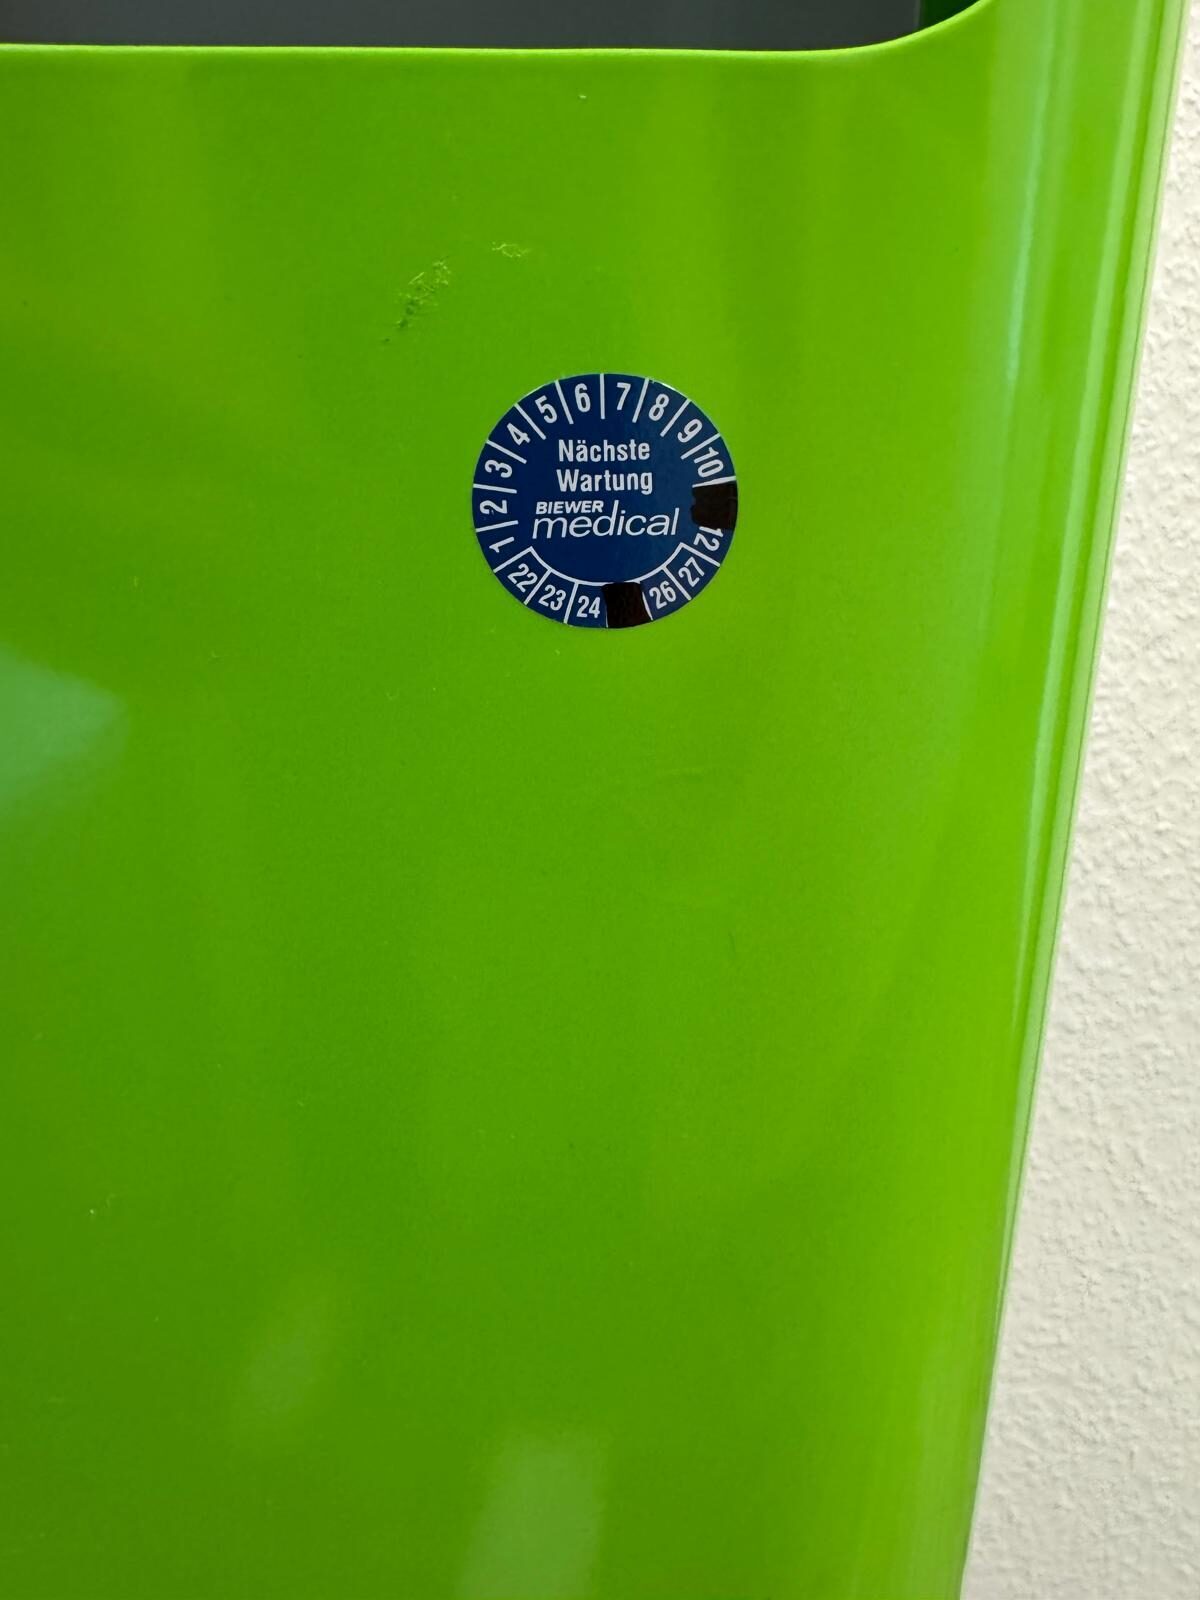 1 2 3 4 5 6 7 8 9 10 12
Nächste
Wartung
BIEWER
medical
22 23 24 26 27